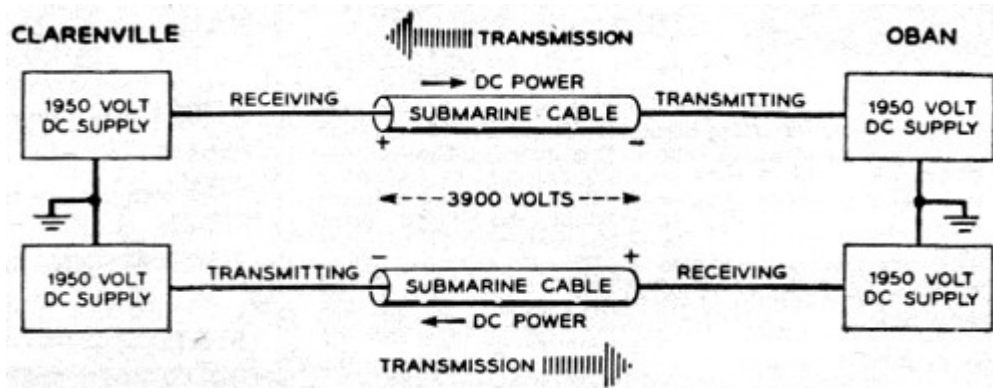 CLARENVILLE
TRANSMISSION
OBAN
DC POWER
1950 VOLT
DC SUPPLY
RECEIVING
SUBMARINE CABLE
TRANSMITTING
1950 VOLT
DC SUPPLY
+ −
3900 VOLTS
− +
1950 VOLT
DC SUPPLY
TRANSMITTING
SUBMARINE CABLE
RECEIVING
1950 VOLT
DC SUPPLY
DC POWER
TRANSMISSION